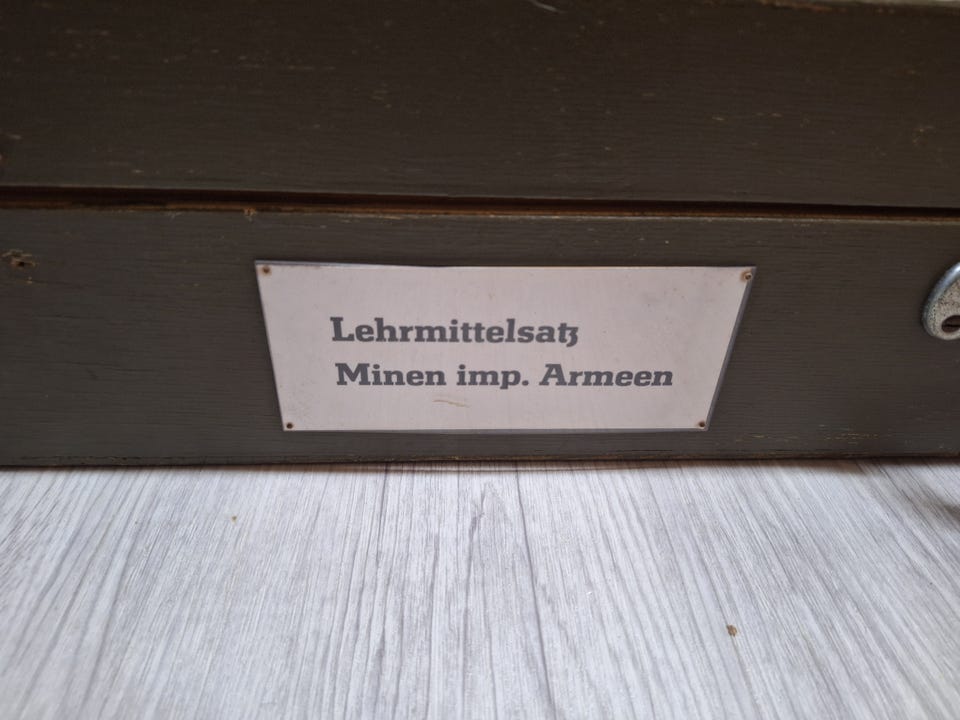 Lehrmittelsatz
Minen imp. Armeen